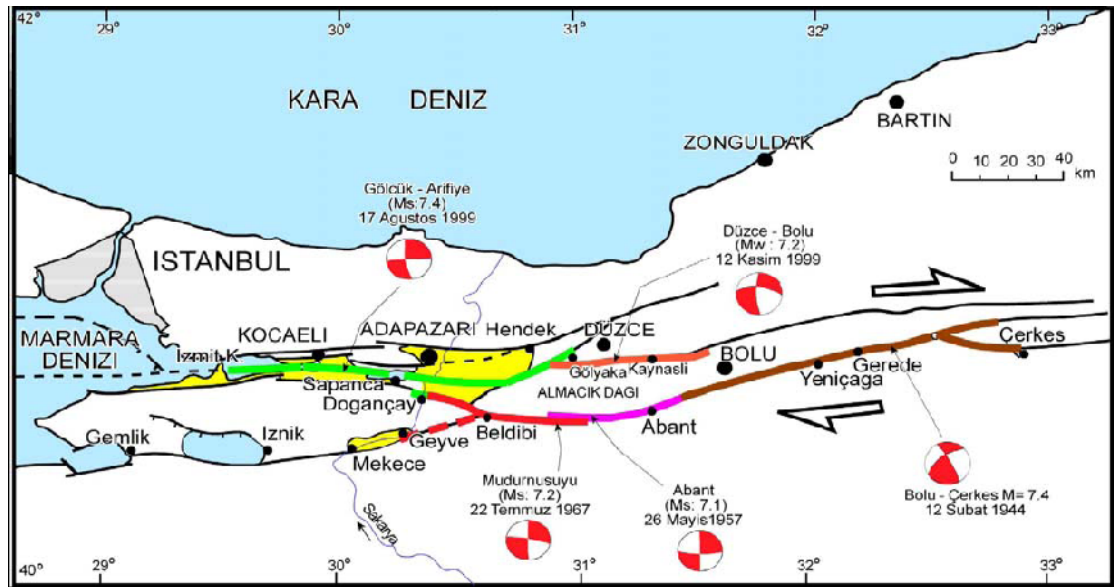 42°
29°
30°
31°
32°
33°
KARA DENIZ
BARTIN
ZONGULDAK
0 10 20 30 40
km
Gölcük - Arifiye
(Ms:7.4)
17 Agustos 1999
Düzce - Bolu
(Mw : 7.2)
12 Kasim 1999
ISTANBUL
MARMARA
DENIZI
KOCAELI
ADAPAZARI
Hendek
DÜZCE
Izmit K.
Sapanca
Gölyaka
Kaynasli
BOLU
Çerkes
Gerede
Yeniçaga
ALMACIK DAGI
Dogançay
Geyve
Beldibi
Abant
Gemlik
Iznik
Mekece
Sakarya
Mudurnusuyu
(Ms: 7.2)
22 Temmuz 1967
Abant
(Ms: 7.1)
26 Mayis1957
Bolu - Çerkes M= 7.4
12 Subat 1944
40°
29°
30°
31°
32°
33°